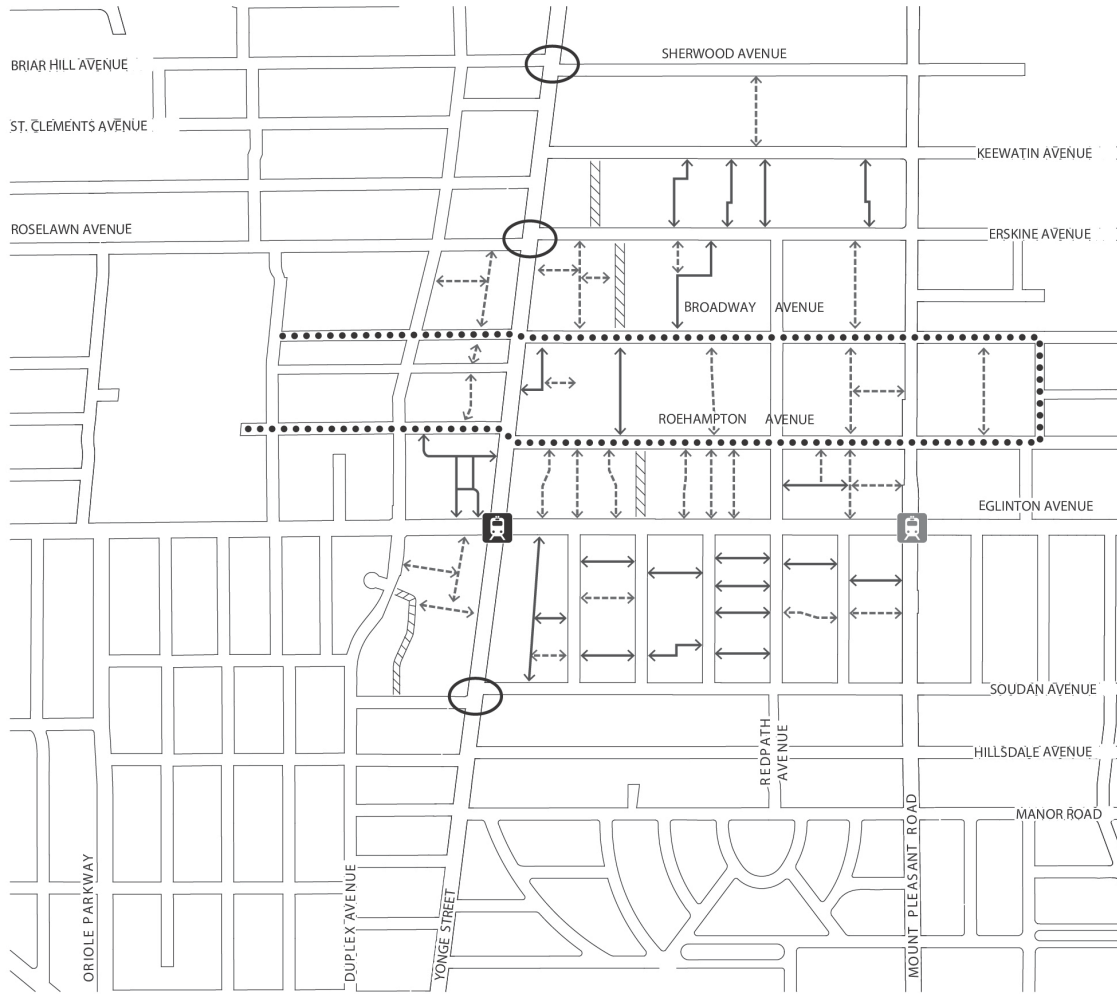 SHERWOOD AVENUE
BRIAR HILL AVENUE
ST. CLEMENTS AVENUE
KEEWATIN AVENUE
ROSELAWN AVENUE
ERSKINE AVENUE
BROADWAY AVENUE
ROEHAMPTON AVENUE
EGLINTON AVENUE
SOUDAN AVENUE
REDPATH
AVENUE
HILLSDALE AVENUE
MANOR ROAD
ORIOLE PARKWAY
DUPLEX AVENUE
YONGE STREET
MOUNT PLEASANT ROAD